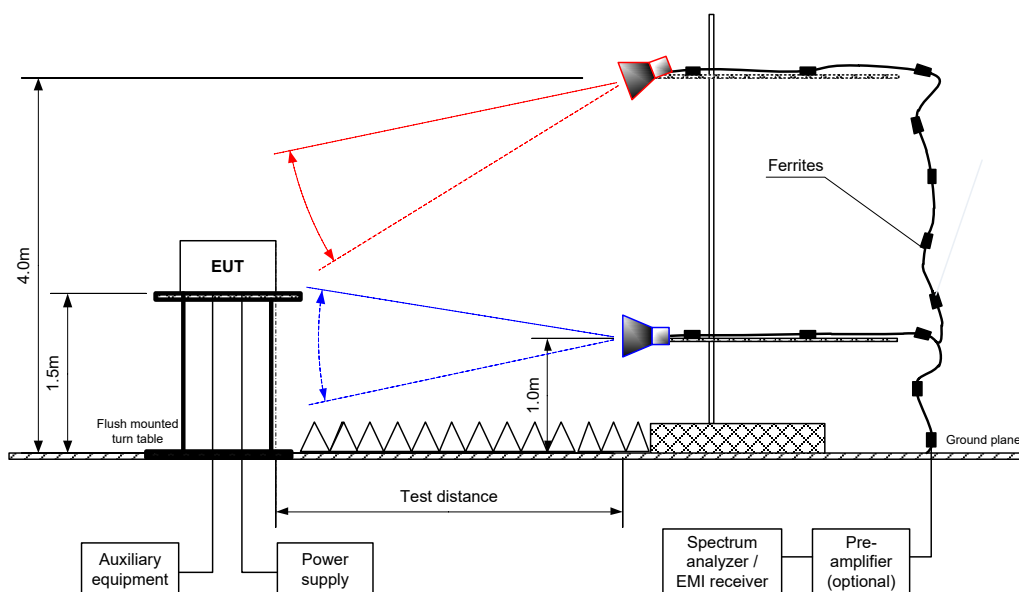 Ferrites
4.0m
EUT
1.5m
1.0m
Flush mounted
turn table
Ground plane
Test distance
Auxiliary
equipment
Power
supply
Spectrum
analyzer /
EMI receiver
Pre-
amplifier
(optional)